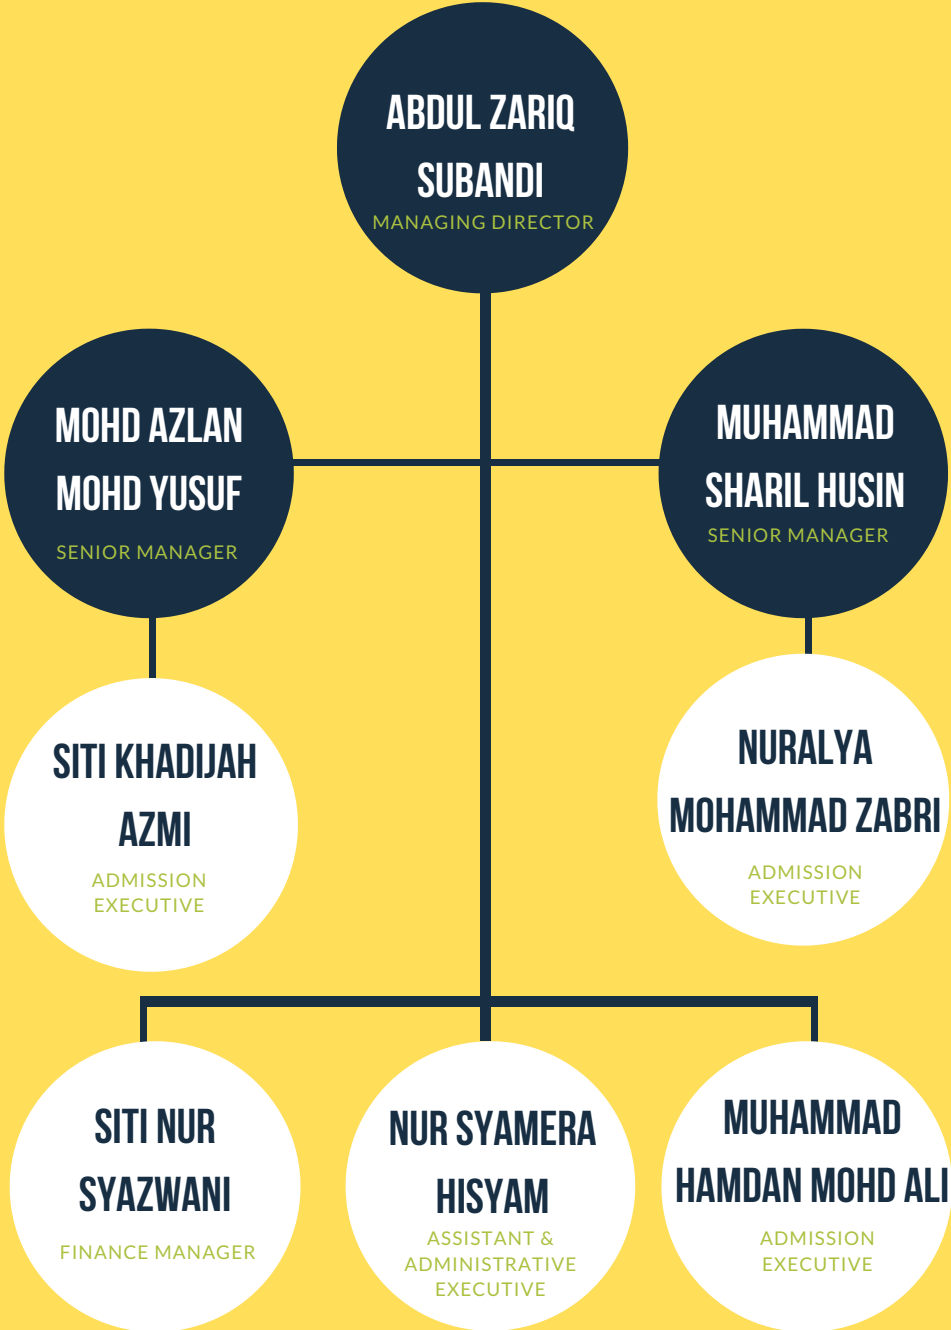 ABDUL ZARIQ
SUBANDI
MANAGING DIRECTOR
MOHD AZLAN
MOHD YUSUF
SENIOR MANAGER
MUHAMMAD
SHARIL HUSIN
SENIOR MANAGER
SITI KHADIJAH
AZMI
ADMISSION
EXECUTIVE
NURALYA
MOHAMMAD ZABRI
ADMISSION
EXECUTIVE
SITI NUR
SYAZWANI
FINANCE MANAGER
NUR SYAMERA
HISYAM
ASSISTANT &
ADMINISTRATIVE
EXECUTIVE
MUHAMMAD
HAMDAN MOHD ALI
ADMISSION
EXECUTIVE